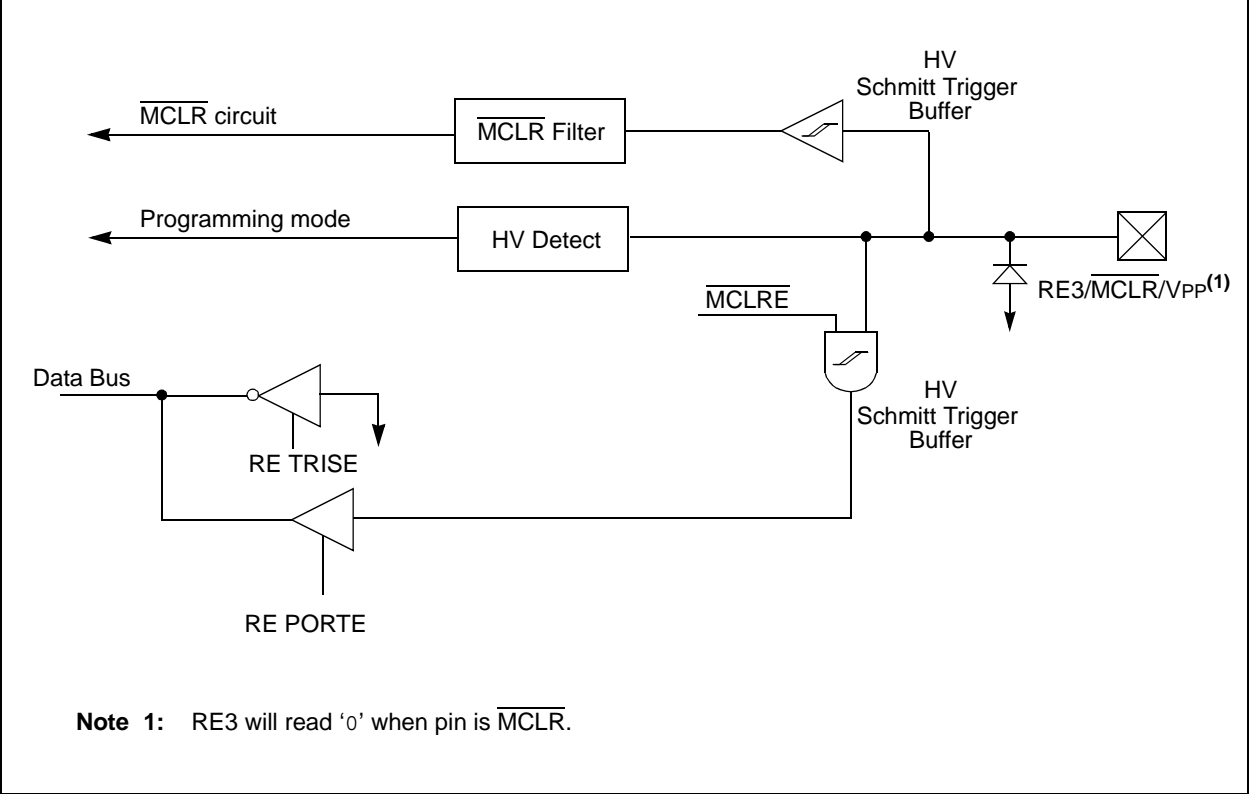 HV
Schmitt Trigger
Buffer
MCLR circuit
MCLR Filter
Programming mode
HV Detect
RE3/MCLR/VPP(1)
MCLRE
Data Bus
HV
Schmitt Trigger
Buffer
RE TRISE
RE PORTE
Note 1: RE3 will read ‘0’ when pin is MCLR.